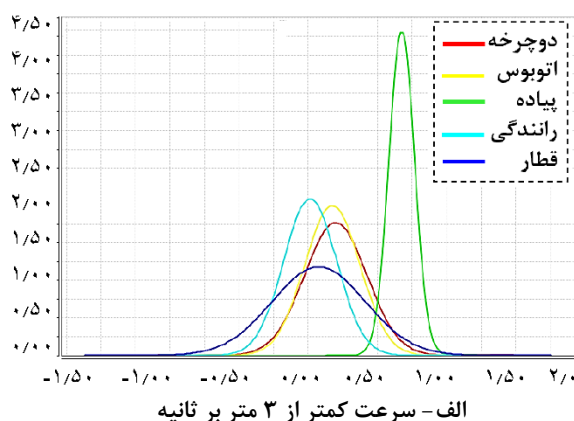 ۴٫۵۰
۴٫۰۰
۳٫۵۰
۳٫۰۰
۲٫۵۰
۲٫۰۰
۱٫۵۰
۱٫۰۰
۰٫۵۰
۰٫۰۰
دوچرخه
اتوبوس
پیاده
رانندگی
قطار
-۱٫۵۰ -۱٫۰۰ -۰٫۵۰ ۰٫۰۰ ۰٫۵۰ ۱٫۰۰ ۱٫۵۰ ۲٫۰
الف- سرعت کمتر از ۳ متر بر ثانیه